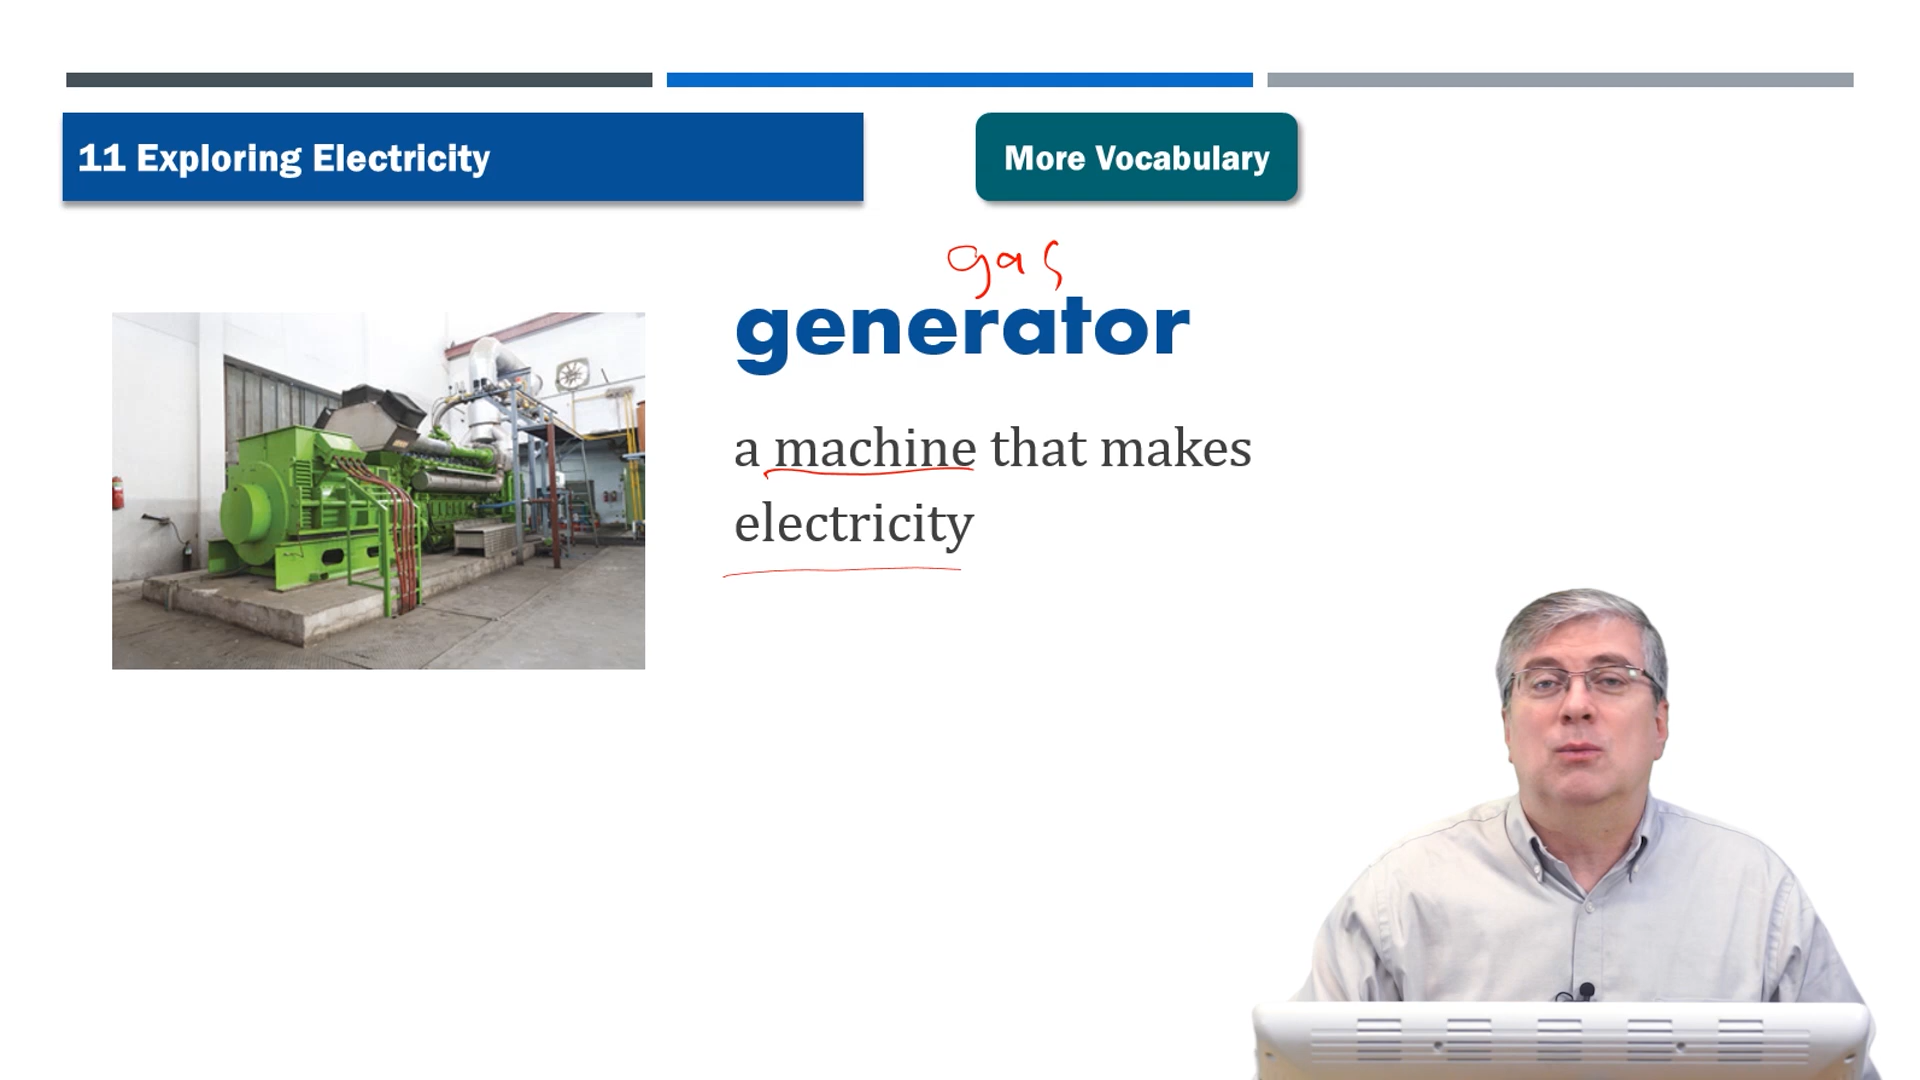 11 Exploring Electricity
More Vocabulary
gas
generator
a machine that makes
electricity